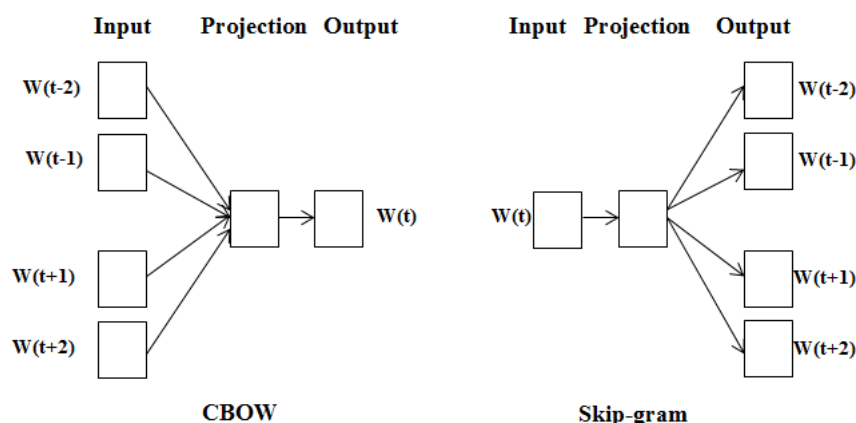 Input Projection Output
W(t-2)
W(t-1)
W(t)
W(t+1)
W(t+2)
CBOW
Input Projection Output
W(t-2)
W(t-1)
W(t)
W(t+1)
W(t+2)
Skip-gram